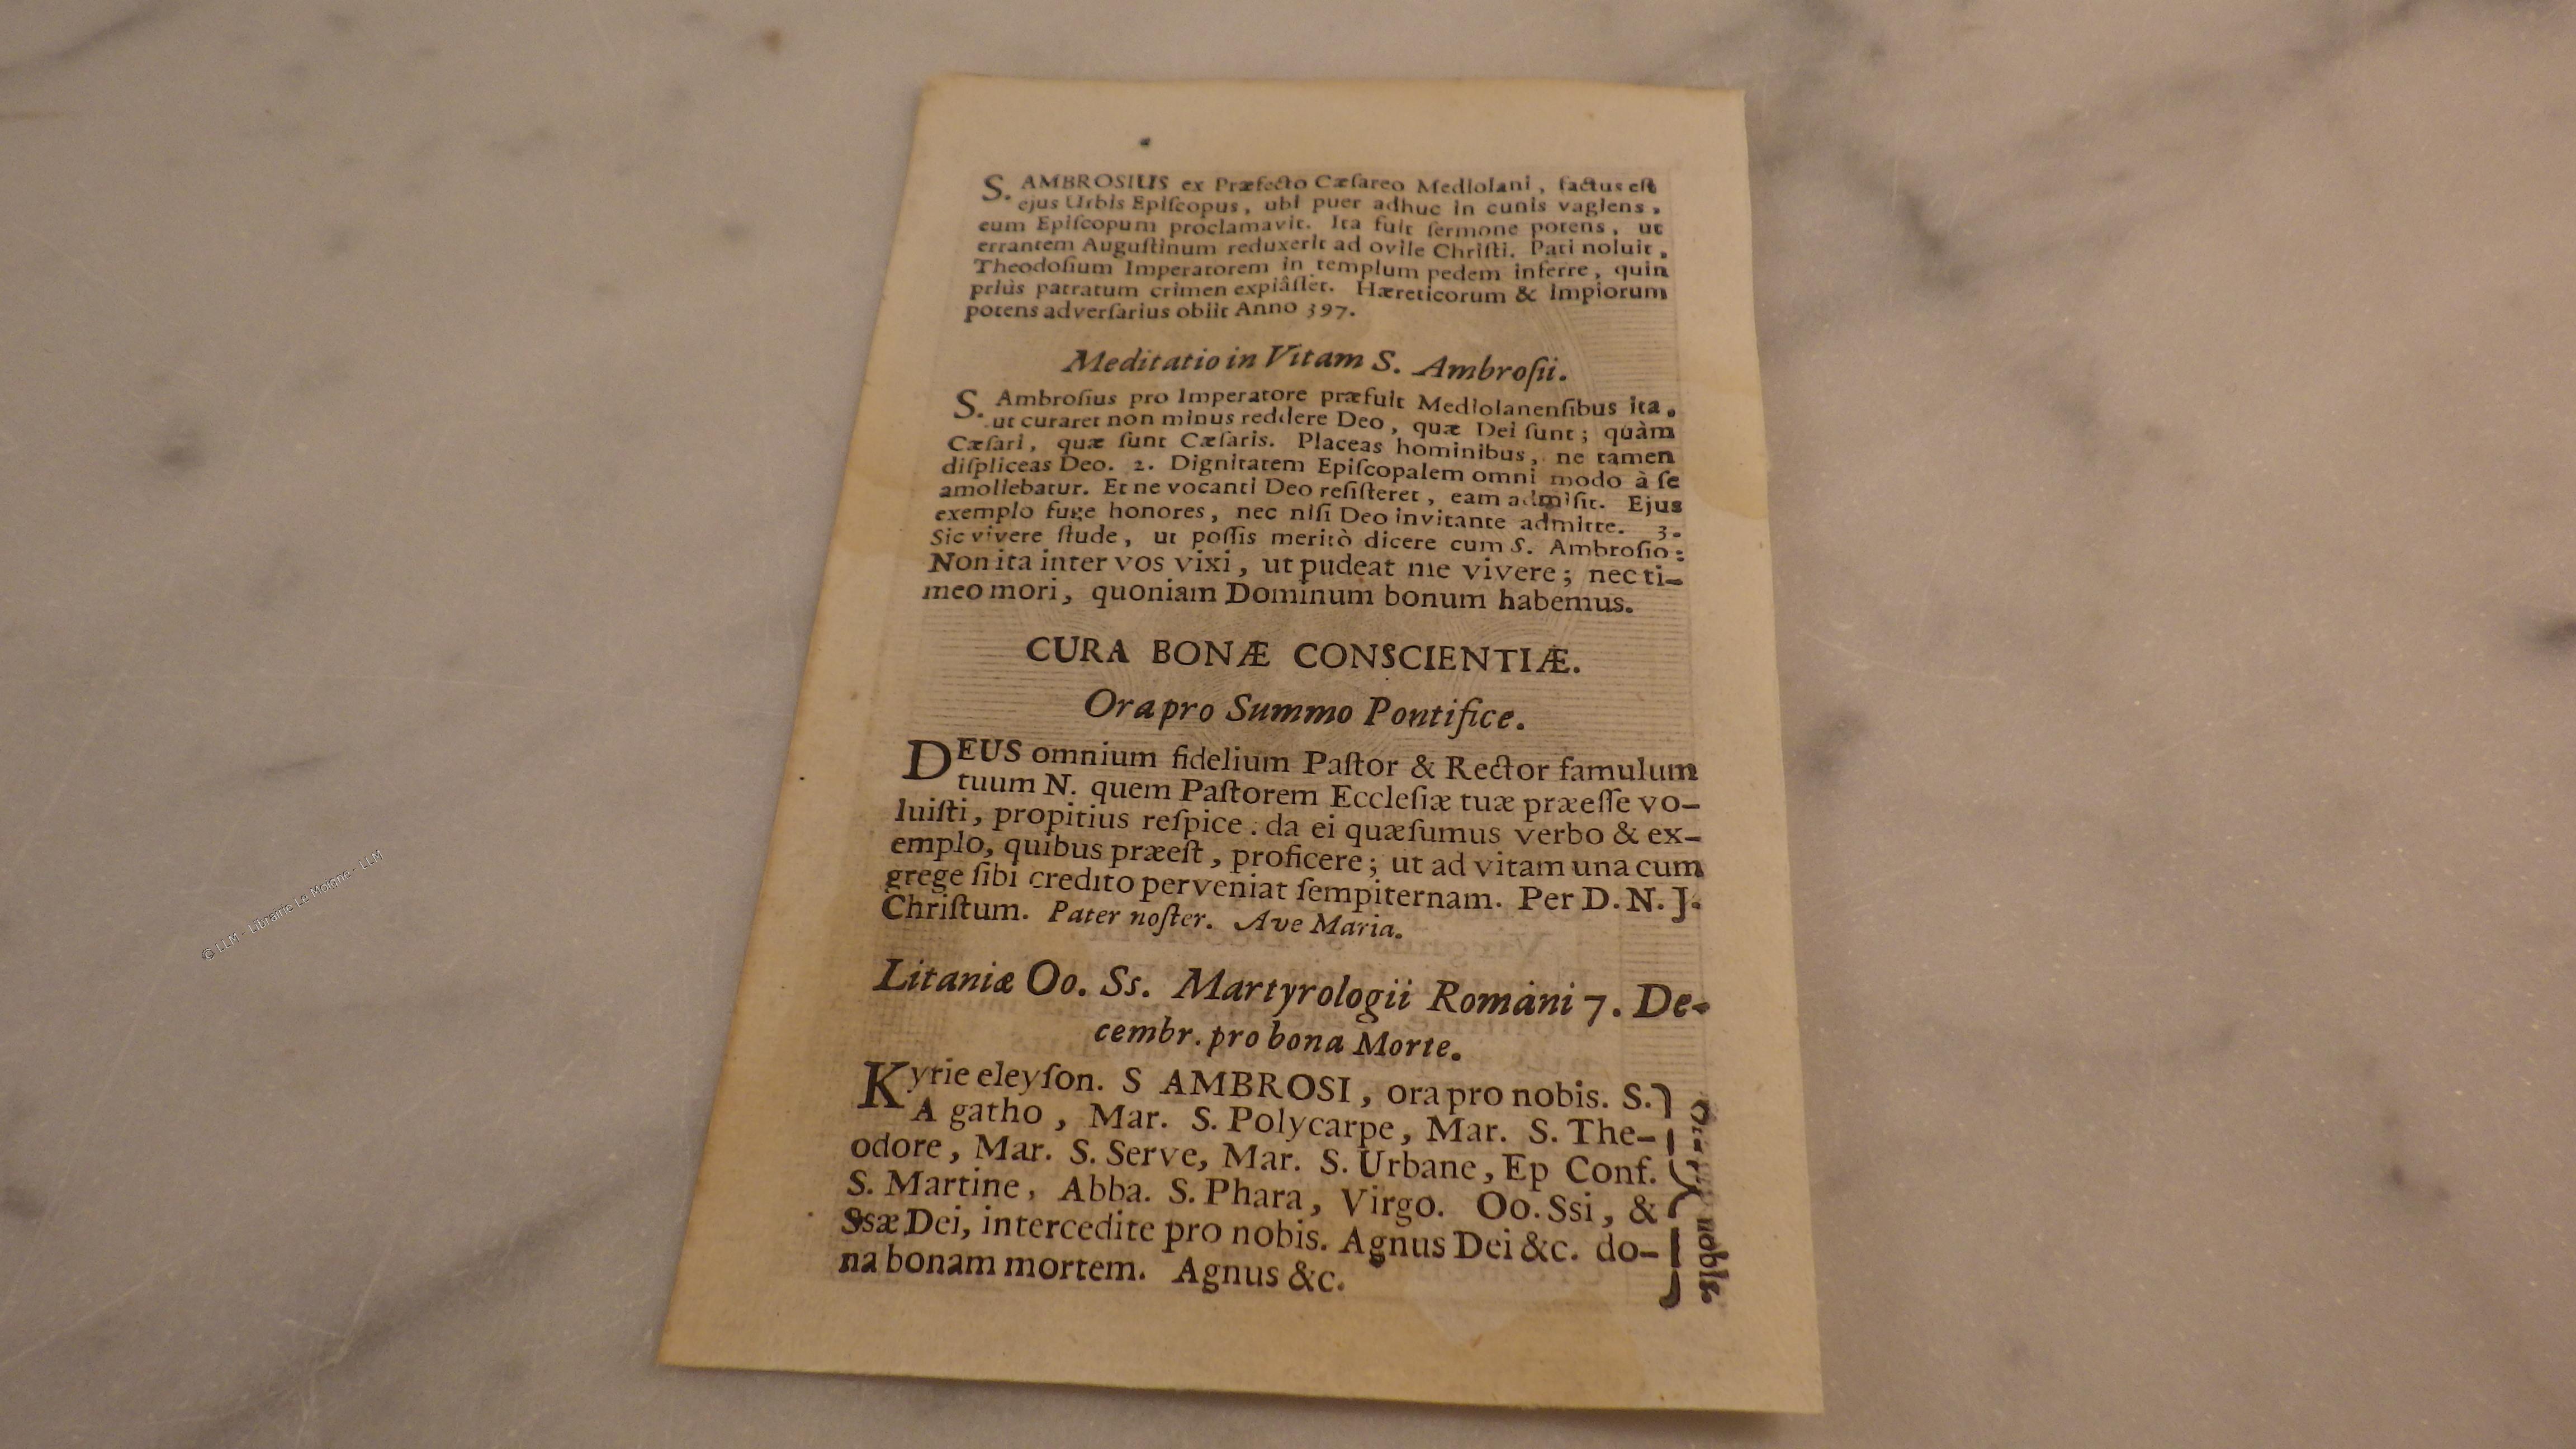 S. AMBROSIUS ex Præfecto Cæſareo Mediolani, factus eſt
ejus Urbis Epiſcopus, ubi puer adhuc in cunis vagiens,
eum Epiſcopum proclamavit. Ita fuit ſermone potens, ut
errantem Auguſtinum reduxerit ad ovile Chriſti. Pati noluit,
Theodoſium Imperatorem in templum pedem inferre, quin
priùs patratum crimen expiâſſet. Hæreticorum & Impiorum
potens adverſarius obiit Anno 397.
Meditatio in Vitam S. Ambroſii.
S. Ambroſius pro Imperatore præfuit Mediolanenſibus ita,
ut curaret non minus reddere Deo, quæ Dei ſunt; quàm
Cæſari, quæ ſunt Cæſaris. Placeas hominibus, ne tamen
diſpliceas Deo. 2. Dignitatem Epiſcopalem omni modo à ſe
amoliebatur. Et ne vocanti Deo reſiſteret, eam admiſit. Ejus
exemplo fuge honores, nec niſi Deo invitante admitte. 3.
Sic vivere ſtude, ut poſſis meritò dicere cum S. Ambroſio:
Non ita inter vos vixi, ut pudeat me vivere; nec ti-
meo mori, quoniam Dominum bonum habemus.
CURA BONÆ CONSCIENTIÆ.
Ora pro Summo Pontifice.
DEUS omnium fidelium Paſtor & Rector famulum
tuum N. quem Paſtorem Eccleſiæ tuæ præeſſe vo-
luiſti, propitius reſpice: da ei quæſumus verbo & ex-
emplo, quibus præeſt, proficere; ut ad vitam una cum
grege ſibi credito perveniat ſempiternam. Per D. N. J.
Chriſtum. Pater noſter. Ave Maria.
Litaniæ Oo. Ss. Martyrologii Romani 7. De-
cembr. pro bona Morte.
Kyrie eleyſon. S AMBROSI, ora pro nobis. S.
Agatho, Mar. S. Polycarpe, Mar. S. The-
odore, Mar. S. Serve, Mar. S. Urbane, Ep Conf.
S. Martine, Abba. S. Phara, Virgo. Oo. Ssi, &
Ssæ Dei, intercedite pro nobis. Agnus Dei &c. do-
na bonam mortem. Agnus &c.
nobis.
© LLM - Librairie Le Moigne - LLM